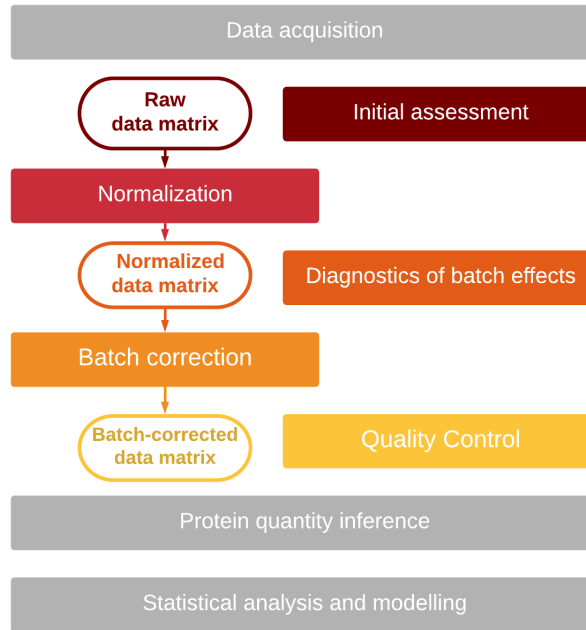 Data acquisition
Raw
data matrix
Initial assessment
Normalization
Normalized
data matrix
Diagnostics of batch effects
Batch correction
Batch-corrected
data matrix
Quality Control
Protein quantity inference
Statistical analysis and modelling